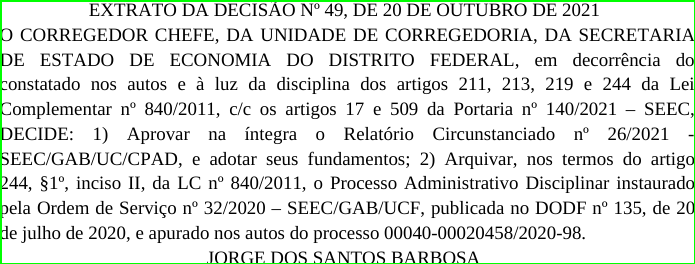 EXTRATO DA DECISÃO Nº 49, DE 20 DE OUTUBRO DE 2021
O CORREGEDOR CHEFE, DA UNIDADE DE CORREGEDORIA, DA SECRETARIA
DE ESTADO DE ECONOMIA DO DISTRITO FEDERAL, em decorrência do
constatado nos autos e à luz da disciplina dos artigos 211, 213, 219 e 244 da Lei
Complementar nº 840/2011, c/c os artigos 17 e 509 da Portaria nº 140/2021 – SEEC,
DECIDE: 1) Aprovar na íntegra o Relatório Circunstanciado nº 26/2021 -
SEEC/GAB/UC/CPAD, e adotar seus fundamentos; 2) Arquivar, nos termos do artigo
244, §1º, inciso II, da LC nº 840/2011, o Processo Administrativo Disciplinar instaurado
pela Ordem de Serviço nº 32/2020 – SEEC/GAB/UCF, publicada no DODF nº 135, de 20
de julho de 2020, e apurado nos autos do processo 00040-00020458/2020-98.
JORGE DOS SANTOS BARBOSA